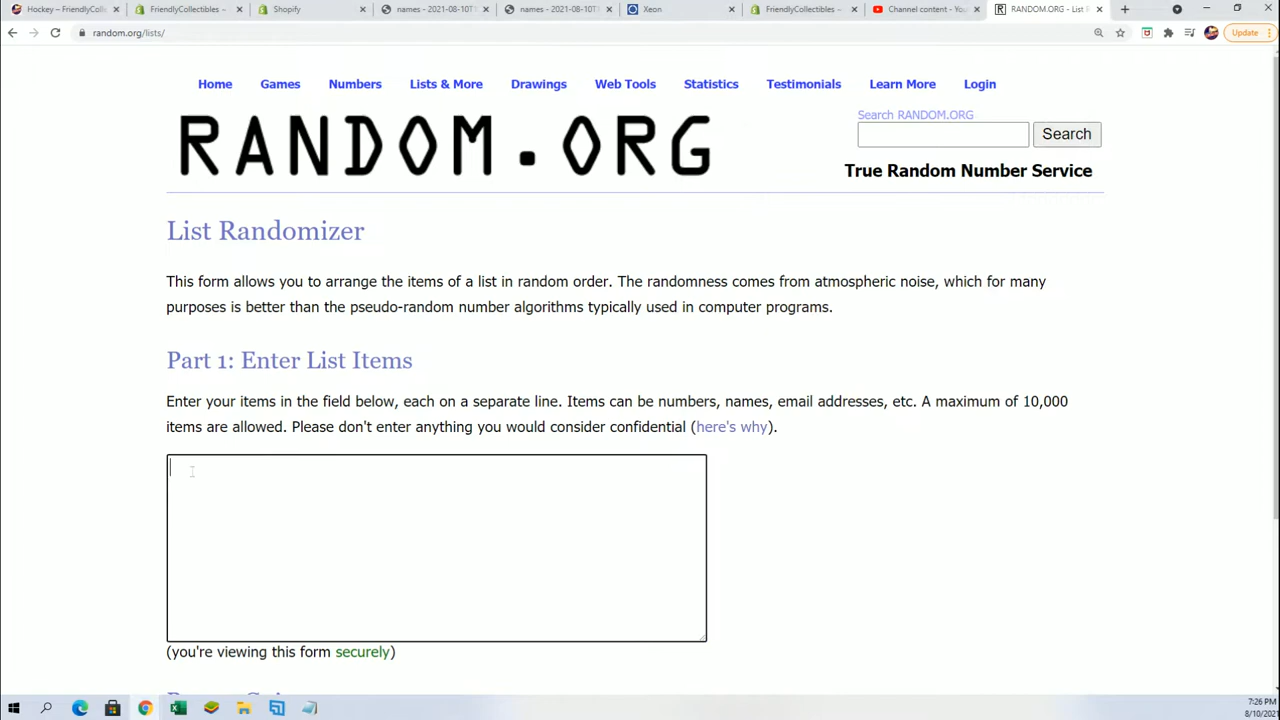 Hockey – FriendlyColle
FriendlyCollectibles ~
Shopify
names - 2021-08-10T
names - 2021-08-10T
Xeon
FriendlyCollectibles ~
Channel content - You
RANDOM.ORG - List
random.org/lists/
Update
Home Games Numbers Lists & More Drawings Web Tools Statistics Testimonials Learn More Login
RANDOM.ORG
Search RANDOM.ORG
Search
True Random Number Service
List Randomizer
This form allows you to arrange the items of a list in random order. The randomness comes from atmospheric noise, which for many
purposes is better than the pseudo-random number algorithms typically used in computer programs.
Part 1: Enter List Items
Enter your items in the field below, each on a separate line. Items can be numbers, names, email addresses, etc. A maximum of 10,000
items are allowed. Please don't enter anything you would consider confidential (here's why).
(you're viewing this form securely)
7:26 PM
8/10/2021